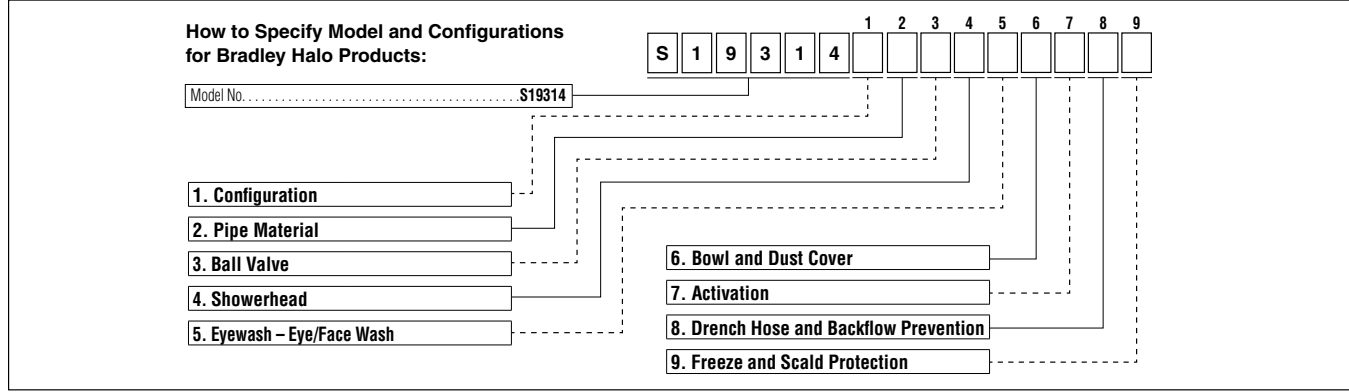 How to Specify Model and Configurations
for Bradley Halo Products:
1 2 3 4 5 6 7 8 9
S 1 9 3 1 4
Model No. . . . . . . . . . . . . . . . . . . . . . . . . . . . . . . . . . . . . . . . . S19314
1. Configuration
2. Pipe Material
3. Ball Valve
4. Showerhead
5. Eyewash – Eye/Face Wash
6. Bowl and Dust Cover
7. Activation
8. Drench Hose and Backflow Prevention
9. Freeze and Scald Protection